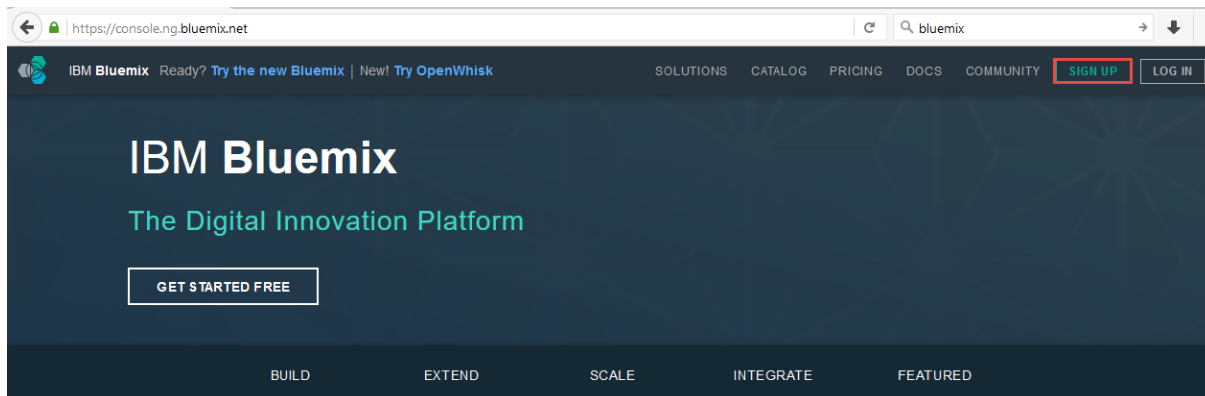 https://console.ng.bluemix.net
bluemix
IBM Bluemix Ready? Try the new Bluemix | New! Try OpenWhisk
SOLUTIONS CATALOG PRICING DOCS COMMUNITY SIGN UP LOG IN
IBM Bluemix
The Digital Innovation Platform
GET STARTED FREE
BUILD EXTEND SCALE INTEGRATE FEATURED